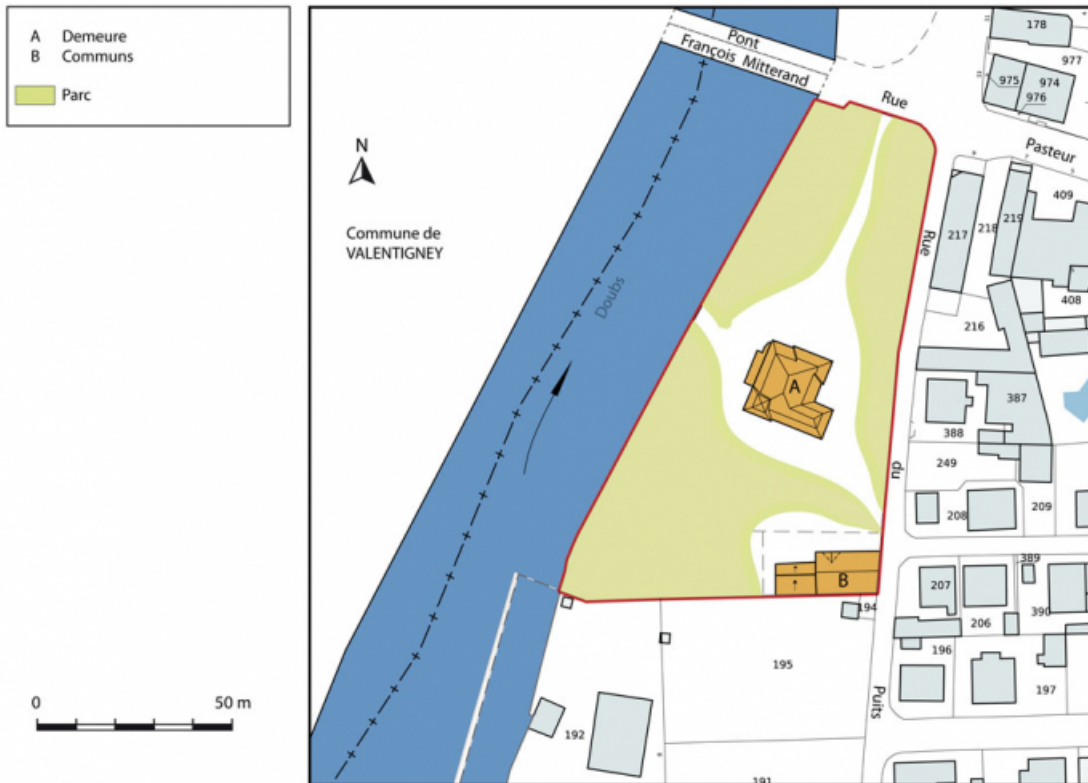 A Demeure
B Communs
Parc
N
Commune de
VALENTIGNEY
0 50 m
Pont
François Mitterand
Rue
Pasteur
Doubs
Rue
du
Puits
A
B
178
977
975
974
976
409
217
218
219
408
216
387
388
249
208
209
389
207
206
390
196
197
194
195
192
191